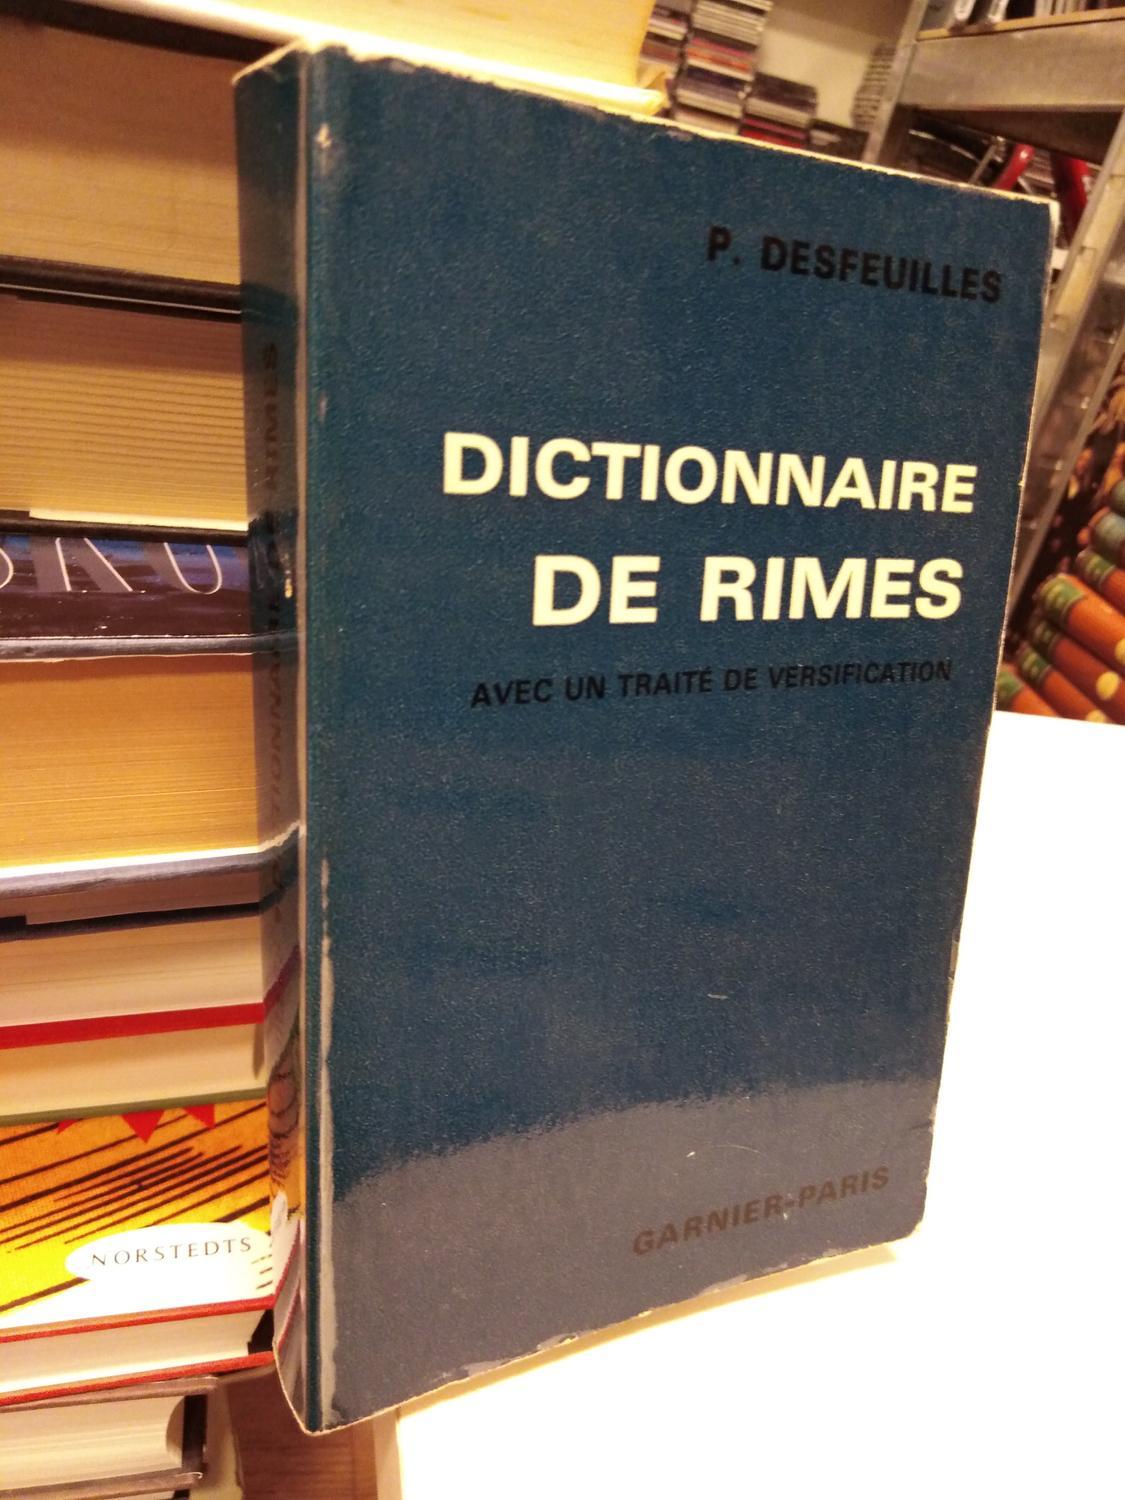 P. DESFEUILLES
DICTIONNAIRE
DE RIMES
AVEC UN TRAITÉ DE VERSIFICATION
GARNIER-PARIS
NORSTEDTS